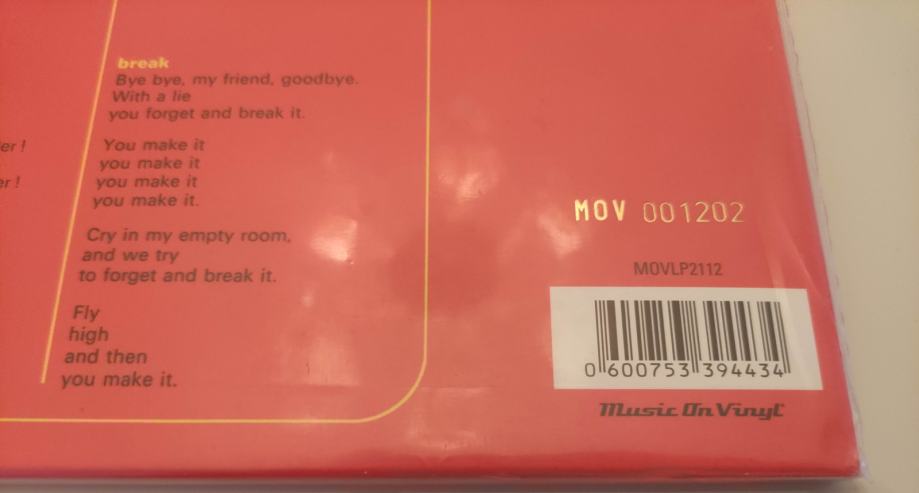 break
Bye bye, my friend, goodbye.
With a lie
you forget and break it.
You make it
you make it
you make it
you make it.
Cry in my empty room,
and we try
to forget and break it.
Fly
high
and then
you make it.
er !
er !
MOV 001202
MOVLP2112
0 600753 394434
Music On Vinyl